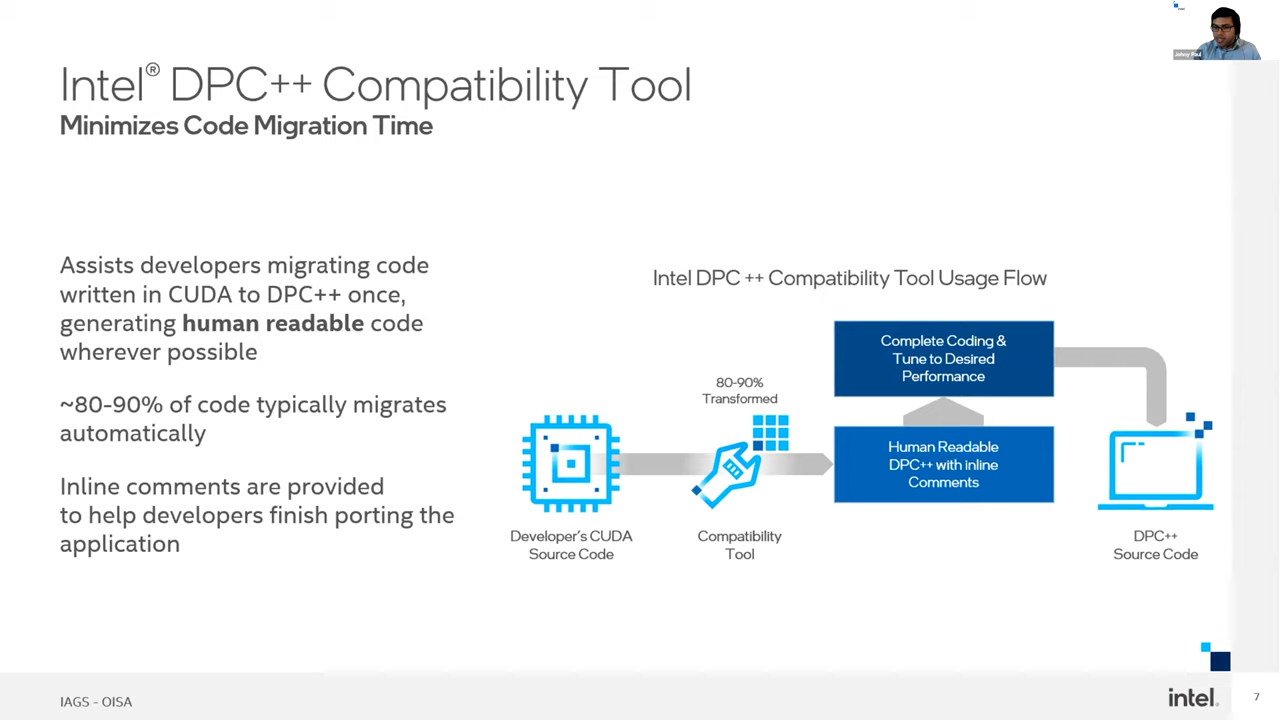 Intel® DPC++ Compatibility Tool
Minimizes Code Migration Time
Assists developers migrating code
written in CUDA to DPC++ once,
generating human readable code
wherever possible
~80-90% of code typically migrates
automatically
Inline comments are provided
to help developers finish porting the
application
Intel DPC ++ Compatibility Tool Usage Flow
Developer's CUDA
Source Code
80-90%
Transformed
Compatibility
Tool
Human Readable
DPC++ with inline
Comments
Complete Coding &
Tune to Desired
Performance
DPC++
Source Code
IAGS - OISA
intel.
7
Johny Paul